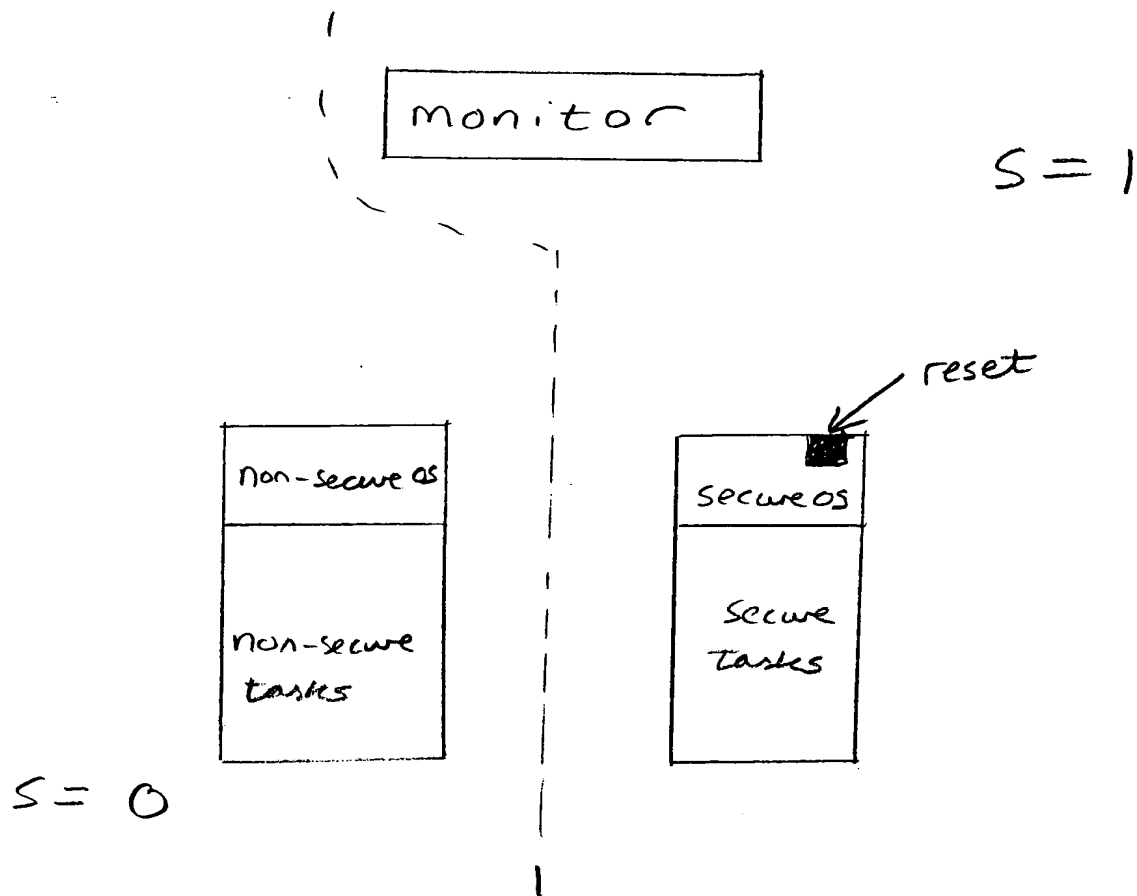 monitor
S = 1
reset
non-secure os
secure os
non-secure
tasks
secure
tasks
S = 0